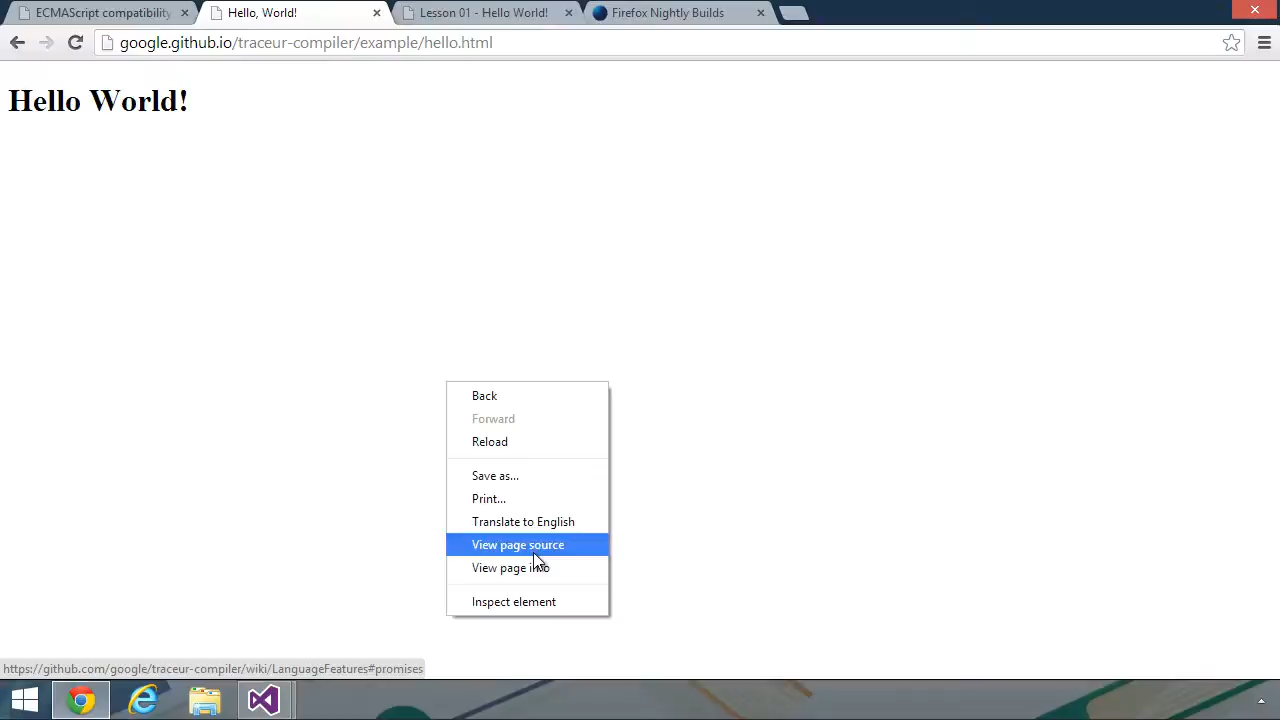 ECMAScript compatibility
Hello, World!
Lesson 01 - Hello World!
Firefox Nightly Builds
google.github.io/traceur-compiler/example/hello.html
Hello World!
Back
Forward
Reload
Save as...
Print...
Translate to English
View page source
View page info
Inspect element
https://github.com/google/traceur-compiler/wiki/LanguageFeatures#promises